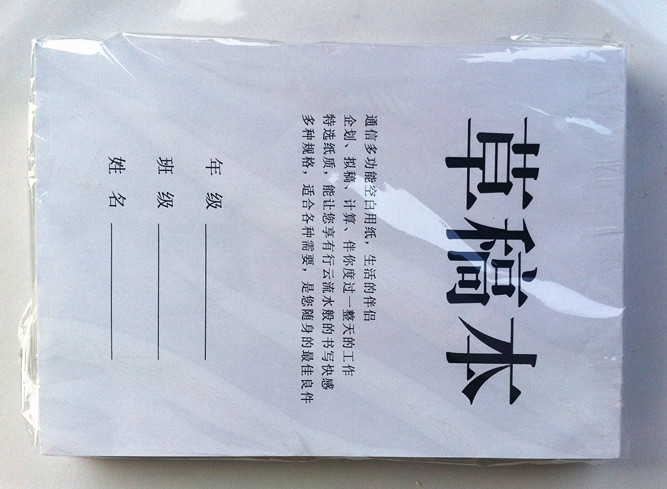 草稿本
通信多功能空白用纸，生活的伴侣
企划、拟稿、计算、伴你度过一整天的工作
特选纸质，能让您享有行云流水般的书写快感
多种规格，适合各种需要，是您随身的最佳良件
年 级
班 级
姓 名